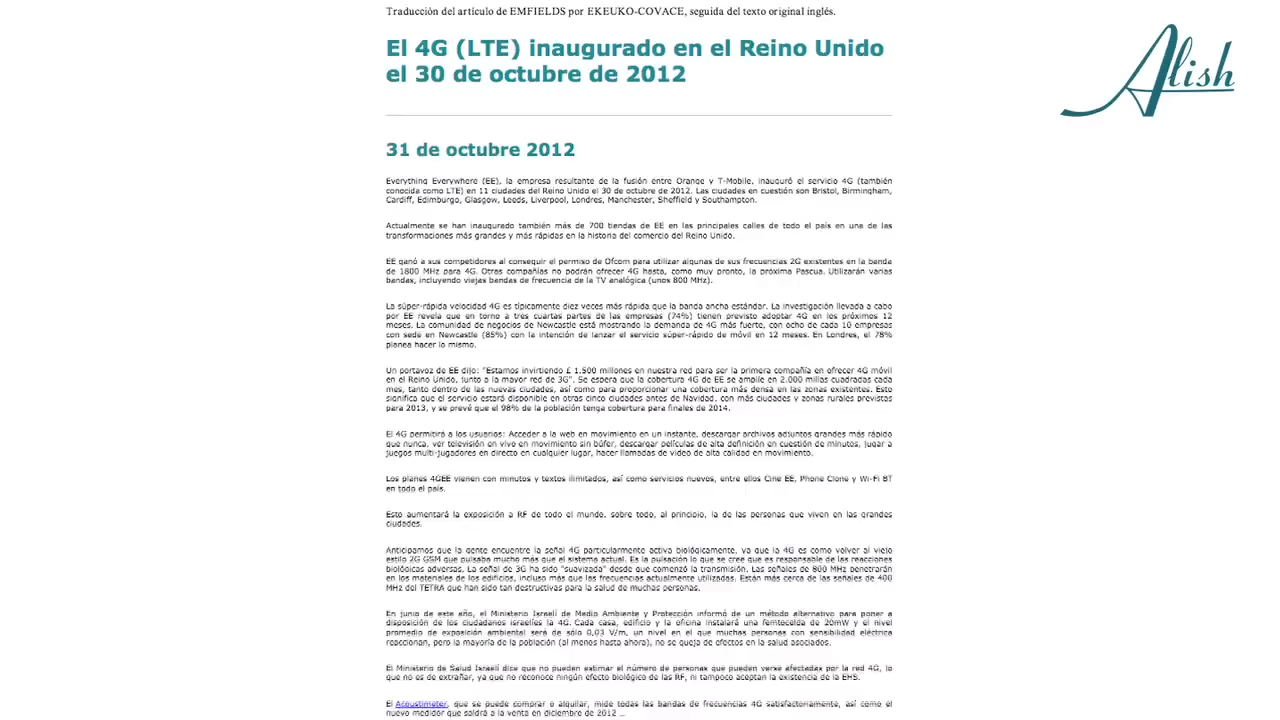 Traducción del artículo de EMFIELDS por EKEUKO-COVACE, seguida del texto original inglés.
Alish
El 4G (LTE) inaugurado en el Reino Unido
el 30 de octubre de 2012
31 de octubre 2012
Everything Everywhere (EE), la empresa resultante de la fusión entre Orange y T-Mobile, inauguró el servicio 4G (también
conocida como LTE) en 11 ciudades del Reino Unido el 30 de octubre de 2012. Las ciudades en cuestión son Bristol, Birmingham,
Cardiff, Edimburgo, Glasgow, Leeds, Liverpool, Londres, Manchester, Sheffield y Southampton.
Actualmente se han inaugurado también más de 700 tiendas de EE en las principales calles de todo el país en una de las
transformaciones más grandes y más rápidas en la historia del comercio del Reino Unido.
EE ganó a sus competidores al conseguir el permiso de Ofcom para utilizar algunas de sus frecuencias 2G existentes en la banda
de 1800 MHz para 4G. Otras compañías no podrán ofrecer 4G hasta, como muy pronto, la próxima Pascua. Utilizarán varias
bandas, incluyendo viejas bandas de frecuencia de la TV analógica (unos 800 MHz).
La súper-rápida velocidad 4G es típicamente diez veces más rápida que la banda ancha estándar. La investigación llevada a cabo
por EE revela que en torno a tres cuartas partes de las empresas (74%) tienen previsto adoptar 4G en los próximos 12
meses. La comunidad de negocios de Newcastle está mostrando la demanda de 4G más fuerte, con ocho de cada 10 empresas
con sede en Newcastle (85%) con la intención de lanzar el servicio súper-rápido de móvil en 12 meses. En Londres, el 78%
planea hacer lo mismo.
Un portavoz de EE dijo: "Estamos invirtiendo £ 1.500 millones en nuestra red para ser la primera compañía en ofrecer 4G móvil
en el Reino Unido, junto a la mayor red de 3G". Se espera que la cobertura 4G de EE se amplíe en 2.000 millas cuadradas cada
mes, tanto dentro de las nuevas ciudades, así como para proporcionar una cobertura más densa en las zonas existentes. Esto
significa que el servicio estará disponible en otras cinco ciudades antes de Navidad, con más ciudades y zonas rurales previstas
para 2013, y se prevé que el 98% de la población tenga cobertura para finales de 2014.
El 4G permitirá a los usuarios: Acceder a la web en movimiento en un instante, descargar archivos adjuntos grandes más rápido
que nunca, ver televisión en vivo en movimiento sin búfer, descargar películas de alta definición en cuestión de minutos, jugar a
juegos multi-jugadores en directo en cualquier lugar, hacer llamadas de video de alta calidad en movimiento.
Los planes 4GEE vienen con minutos y textos ilimitados, así como servicios nuevos, entre ellos Cine EE, Phone Clone y Wi-Fi BT
en todo el país.
Esto aumentará la exposición a RF de todo el mundo, sobre todo, al principio, la de las personas que viven en las grandes
ciudades.
Anticipamos que la gente encuentre la señal 4G particularmente activa biológicamente, ya que la 4G es como volver al viejo
estilo 2G GSM que pulsaba mucho más que el sistema actual. Es la pulsación lo que se cree que es responsable de las reacciones
biológicas adversas. La señal de 3G ha sido "suavizada" desde que comenzó la transmisión. Las señales de 800 MHz penetrarán
en los materiales de los edificios, incluso más que las frecuencias actualmente utilizadas. Están más cerca de las señales de 400
MHz del TETRA que han sido tan destructivas para la salud de muchas personas.
En junio de este año, el Ministerio Israelí de Medio Ambiente y Protección informó de un método alternativo para poner a
disposición de los ciudadanos israelíes la 4G. Cada casa, edificio y la oficina instalará una femtocelda de 20mW y el nivel
promedio de exposición ambiental será de sólo 0,03 V/m, un nivel en el que muchas personas con sensibilidad eléctrica
reaccionan, pero la mayoría de la población (al menos hasta ahora), no se queja de efectos en la salud asociados.
El Ministerio de Salud Israelí dice que no pueden estimar el número de personas que pueden verse afectadas por la red 4G, lo
que no es de extrañar, ya que no reconoce ningún efecto biológico de las RF, ni tampoco aceptan la existencia de la EHS.
El Acoustimeter, que se puede comprar o alquilar, mide todas las bandas de frecuencias 4G satisfactoriamente, así como el
nuevo medidor que saldrá a la venta en diciembre de 2012 ...